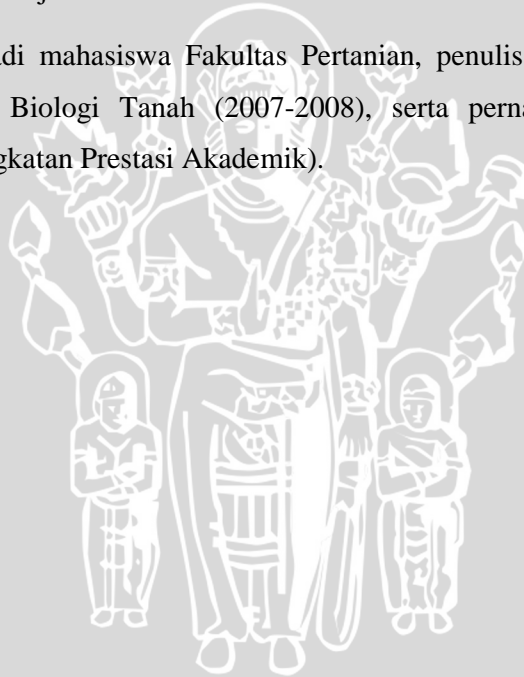 adi mahasiswa Fakultas Pertanian, penulis
Biologi Tanah (2007-2008), serta perna
gkatan Prestasi Akademik).